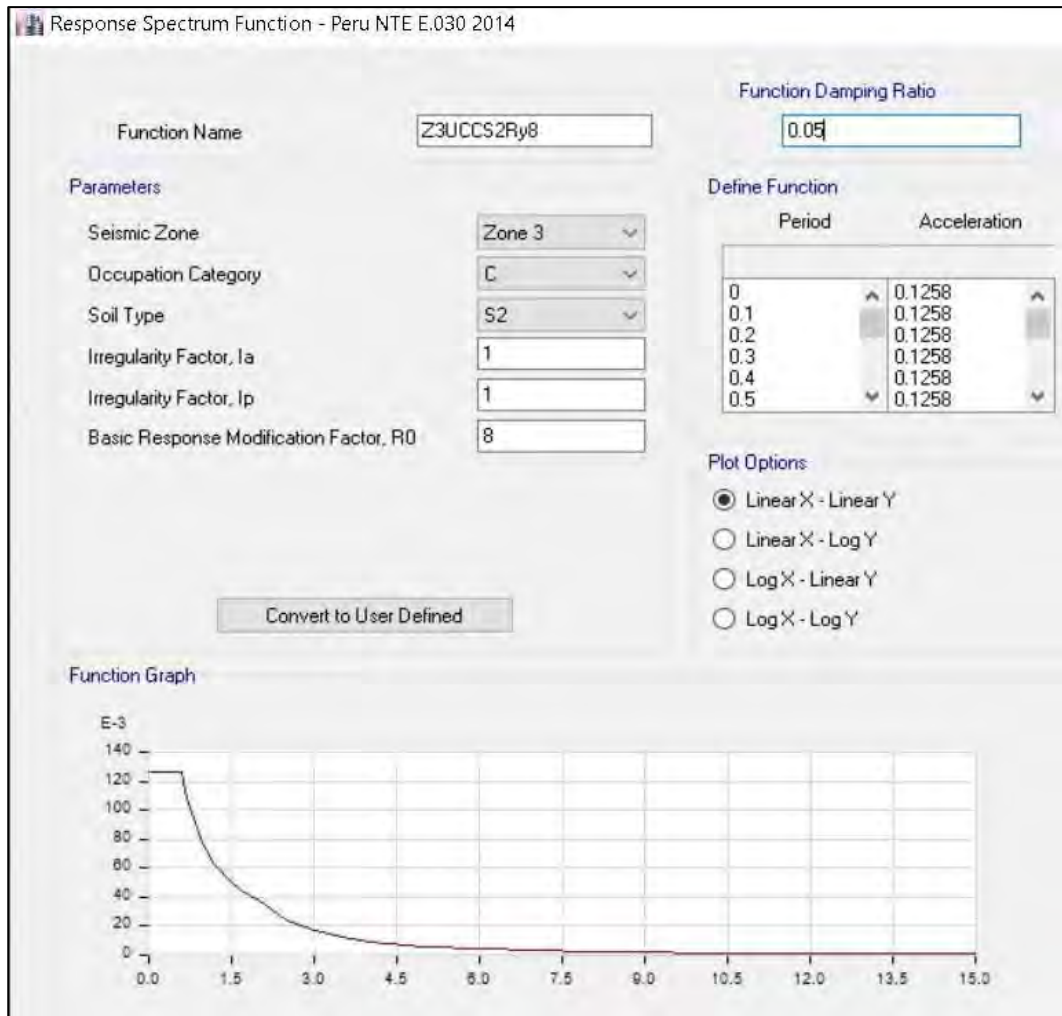 Response Spectrum Function - Peru NTE E.030 2014
Function Name
Z3UCCS2Ry8
Function Damping Ratio
0.05
Parameters
Seismic Zone
Zone 3
Occupation Category
C
Soil Type
S2
Irregularity Factor, Ia
1
Irregularity Factor, Ip
1
Basic Response Modification Factor, R0
8
Convert to User Defined
Define Function
Period Acceleration
0 0.1258
0.1 0.1258
0.2 0.1258
0.3 0.1258
0.4 0.1258
0.5 0.1258
Plot Options
Linear X - Linear Y
Linear X - Log Y
Log X - Linear Y
Log X - Log Y
Function Graph
E-3
140
120
100
80
60
40
20
0
0.0 1.5 3.0 4.5 6.0 7.5 9.0 10.5 12.0 13.5 15.0